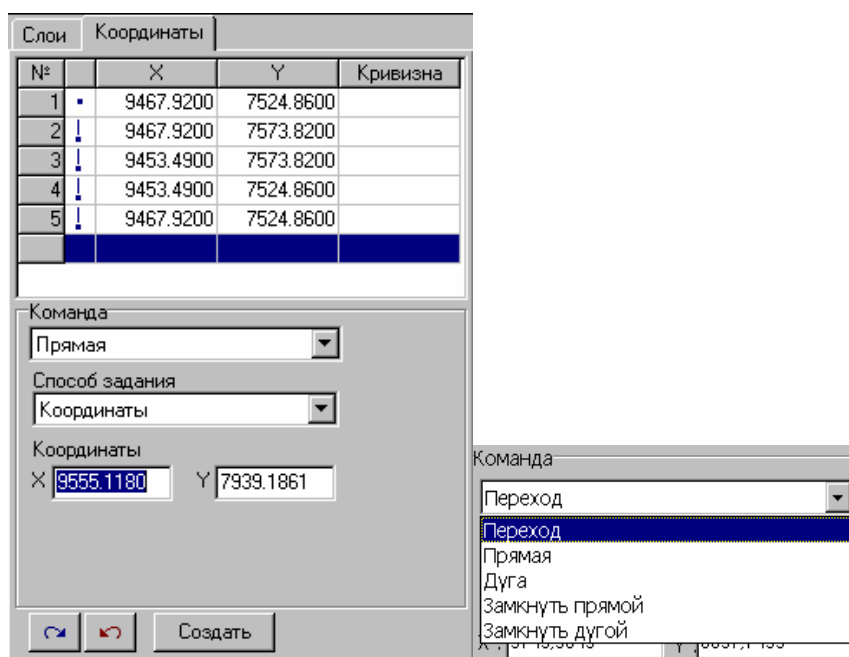 Слои Координаты
№ X Y Кривизна
1 9467.9200 7524.8600
2 9467.9200 7573.8200
3 9453.4900 7573.8200
4 9453.4900 7524.8600
5 9467.9200 7524.8600
Команда
Прямая
Способ задания
Координаты
Координаты
X 9555.1180 Y 7939.1861
Создать
Команда
Переход
Переход
Прямая
Дуга
Замкнуть прямой
Замкнуть дугой